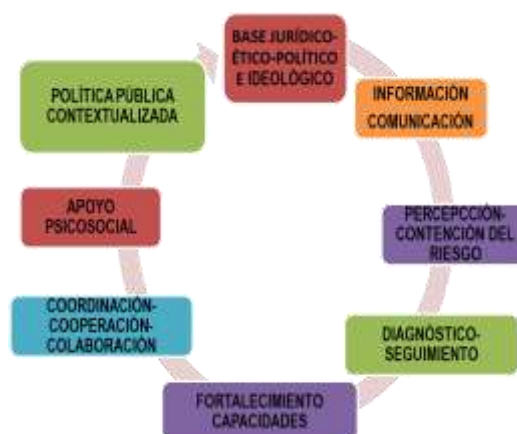 BASE JURÍDICO-
ÉTICO-POLÍTICO
E IDEOLÓGICO
INFORMACIÓN
COMUNICACIÓN
PERCEPCCIÓN-
CONTENCIÓN DEL
RIESGO
DIAGNÓSTICO-
SEGUIMIENTO
FORTALECIMIENTO
CAPACIDADES
COORDINACIÓN-
COOPERACIÓN-
COLABORACIÓN
APOYO
PSICOSOCIAL
POLÍTICA PÚBLICA
CONTEXTUALIZADA